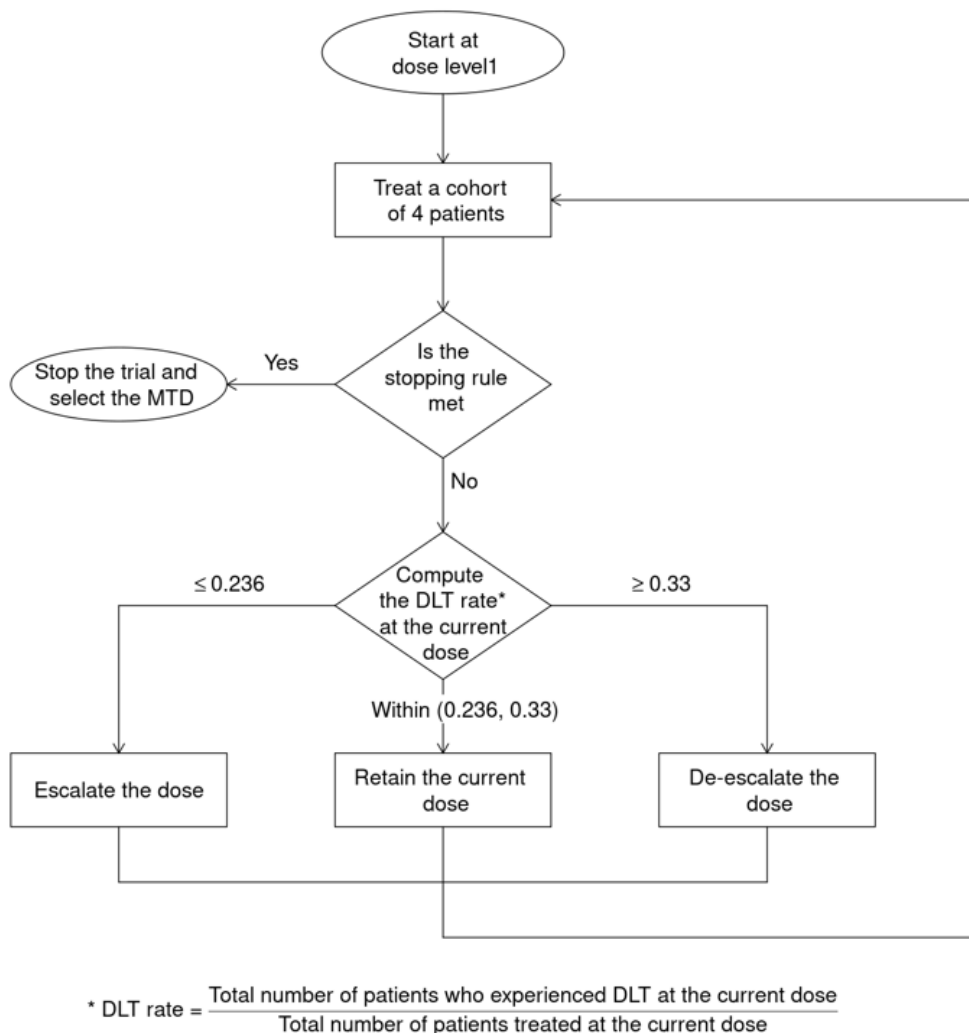 Start at
dose level1
Treat a cohort
of 4 patients
Is the
stopping rule
met
Yes
Stop the trial and
select the MTD
No
Compute
the DLT rate*
at the current
dose
≤ 0.236
≥ 0.33
Within (0.236, 0.33)
Escalate the dose
Retain the current
dose
De-escalate the
dose
* DLT rate =
Total number of patients who experienced DLT at the current dose
Total number of patients treated at the current dose